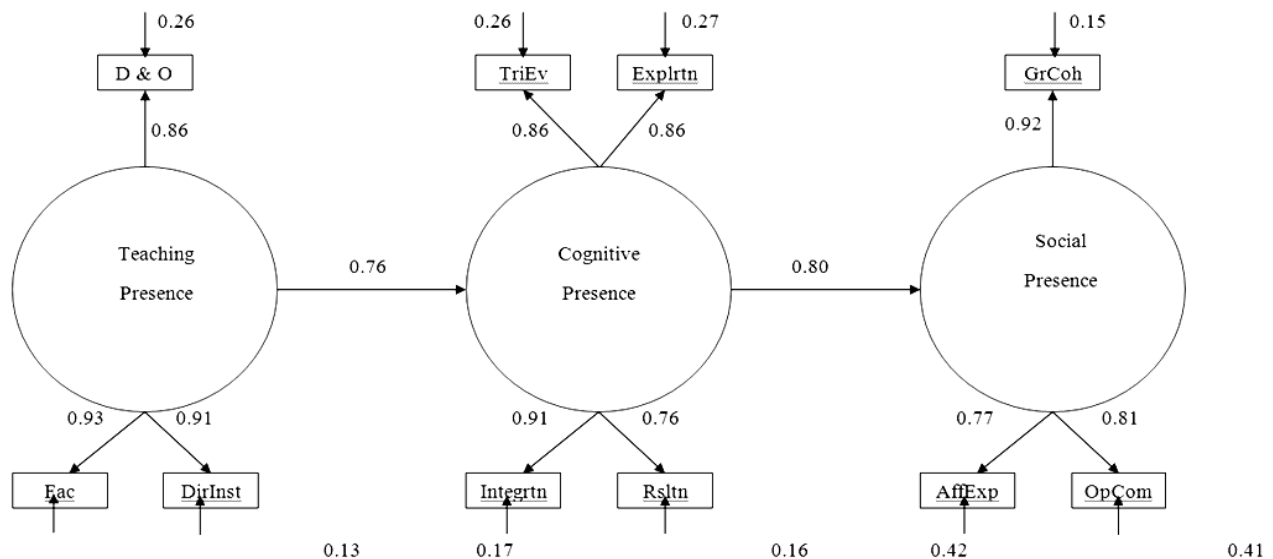 0.26 0.26 0.27 0.15
D & O TriEv Explrtn GrCoh
0.86 0.86 0.86 0.92
Teaching
Presence
0.76
Cognitive
Presence
0.80
Social
Presence
0.93 0.91 0.91 0.76 0.77 0.81
Fac DirInst Integrtn Rsltn AffExp OpCom
0.13 0.17 0.16 0.42 0.41